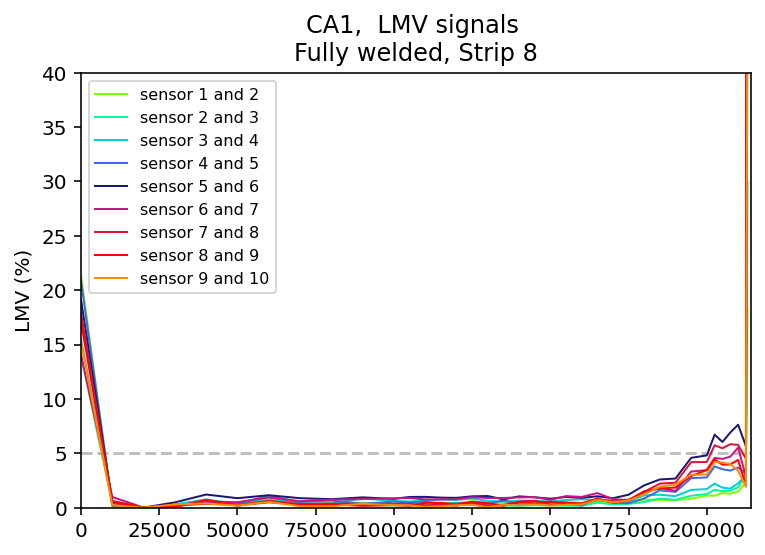 CA1,  LMV signals
Fully welded, Strip 8
40
35
30
25
20
15
10
5
0
LMV (%)
sensor 1 and 2
sensor 2 and 3
sensor 3 and 4
sensor 4 and 5
sensor 5 and 6
sensor 6 and 7
sensor 7 and 8
sensor 8 and 9
sensor 9 and 10
0 25000 50000 75000 100000 125000 150000 175000 200000